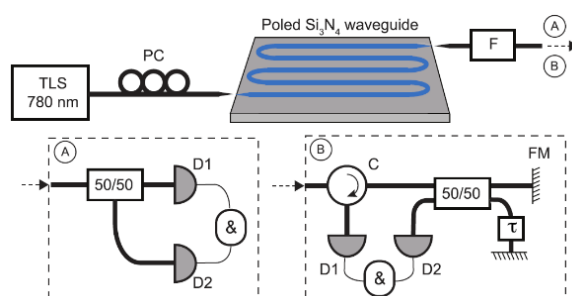 Poled Si₃N₄ waveguide
PC
TLS
780 nm
F
A
B
A
50/50
D1
&
D2
B
C
50/50
FM
τ
D1
&
D2